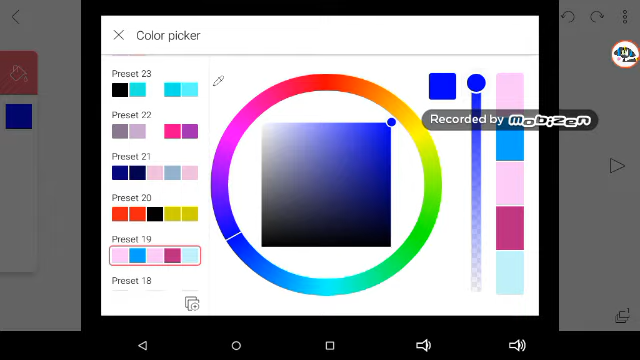 Color picker
Preset 23
Preset 22
Recorded by MOBIZEN
Preset 21
Preset 20
Preset 19
Preset 18